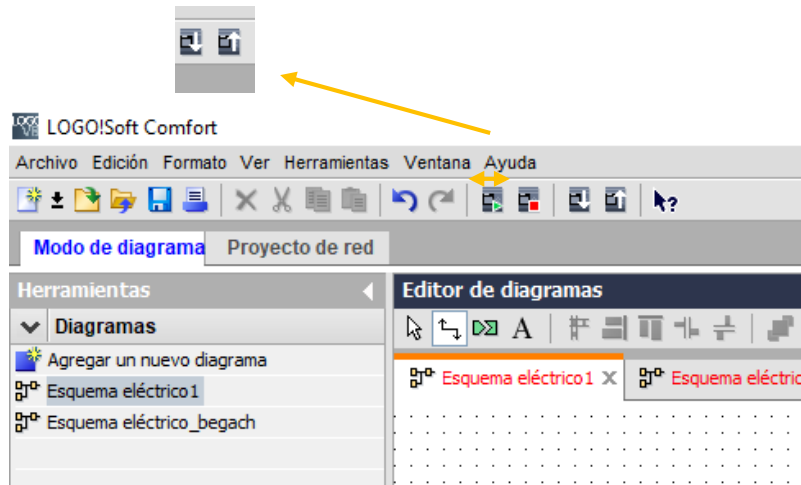 LOGO!Soft Comfort
Archivo Edición Formato Ver Herramientas Ventana Ayuda
Modo de diagrama Proyecto de red
Herramientas
Editor de diagramas
Diagramas
A
Agregar un nuevo diagrama
Esquema eléctrico1
Esquema eléctrico_begach
Esquema eléctrico1
Esquema eléctric